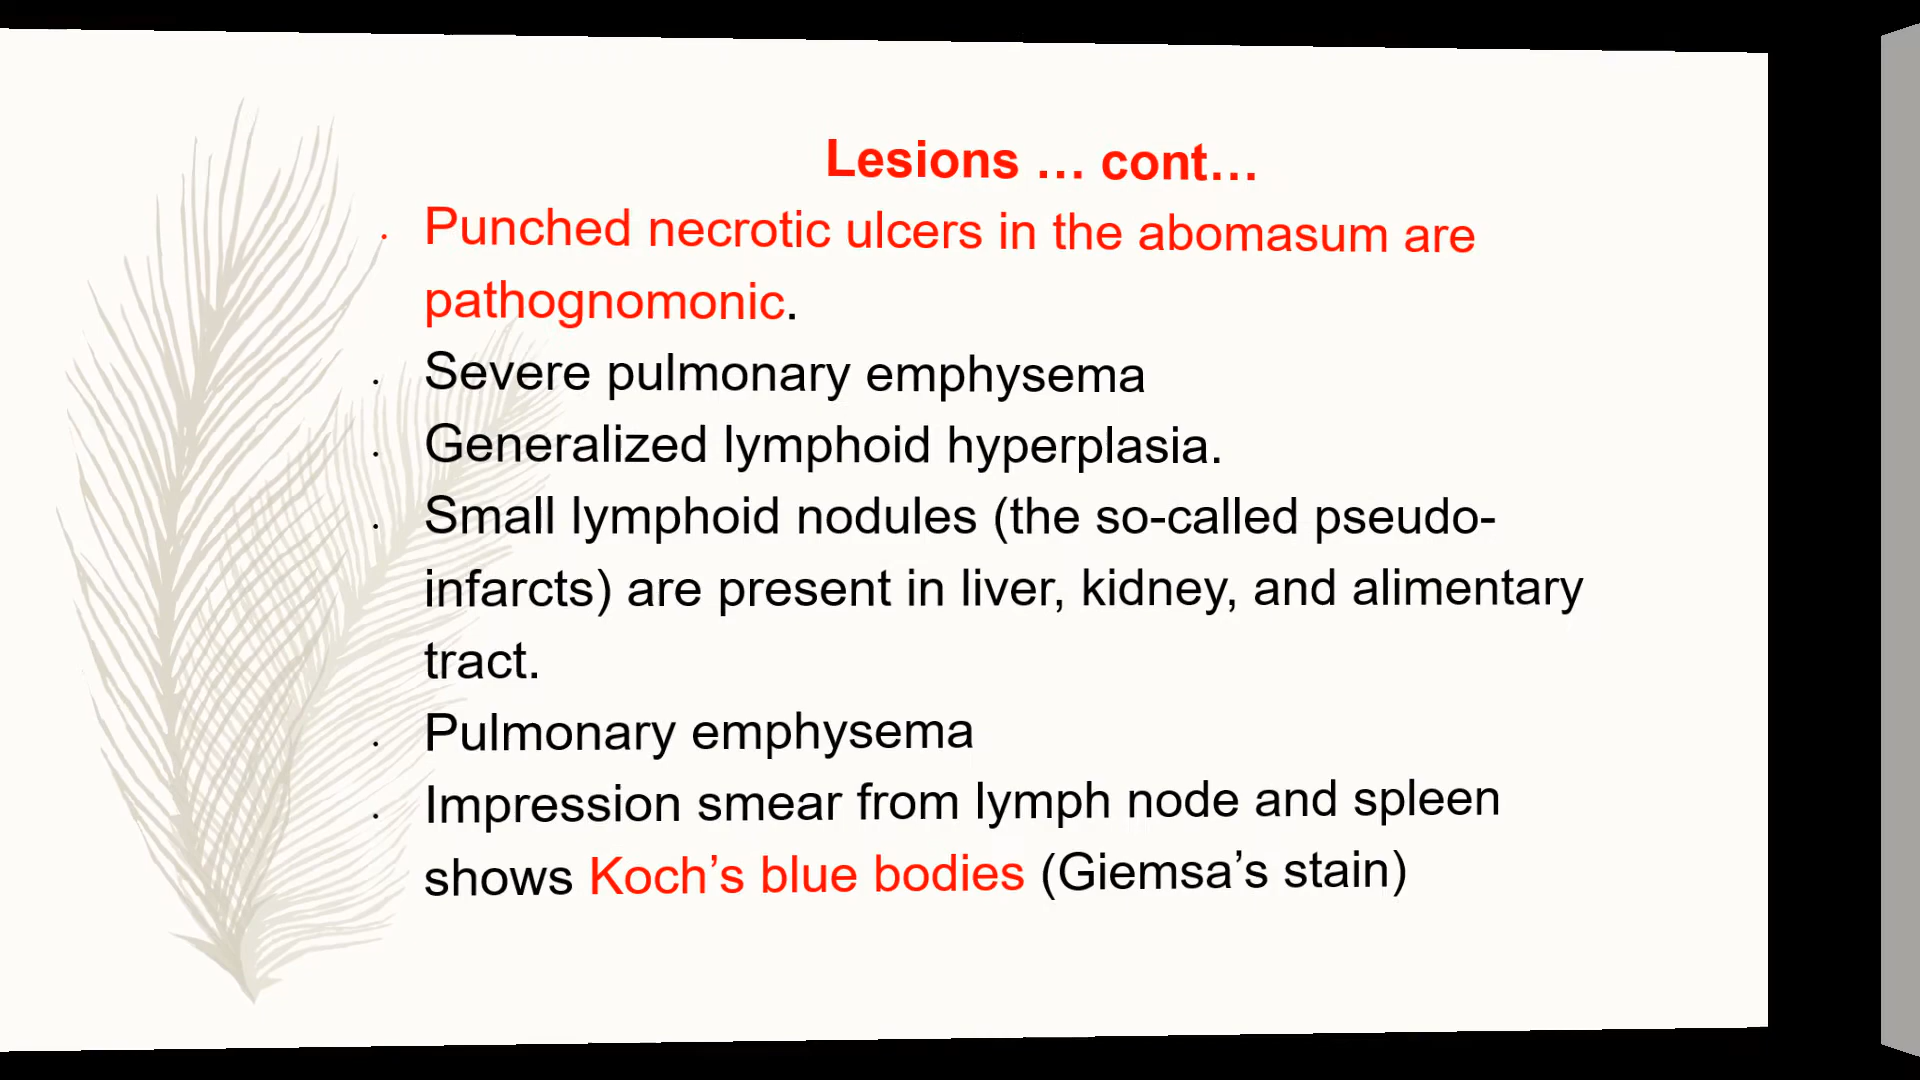 Lesions … cont…
• Punched necrotic ulcers in the abomasum are
pathognomonic.
• Severe pulmonary emphysema
• Generalized lymphoid hyperplasia.
• Small lymphoid nodules (the so-called pseudo-
infarcts) are present in liver, kidney, and alimentary
tract.
• Pulmonary emphysema
• Impression smear from lymph node and spleen
shows Koch’s blue bodies (Giemsa’s stain)